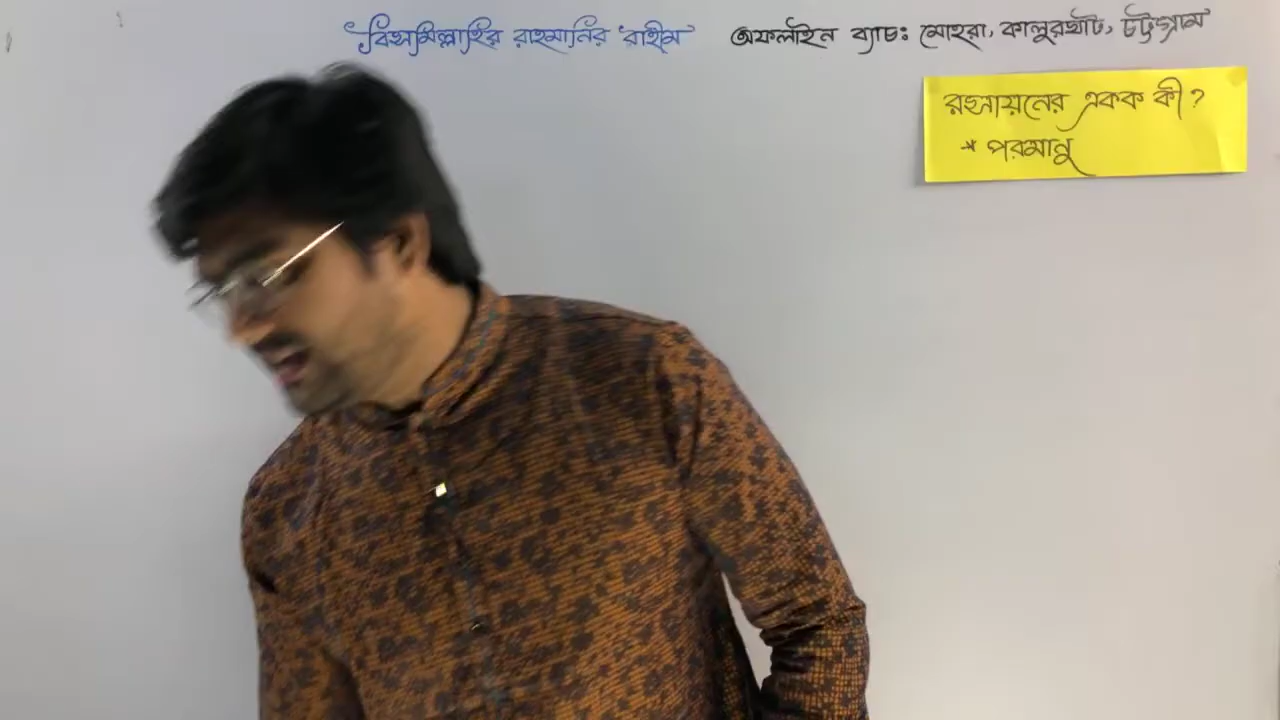 বিসমিল্লাহির রাহমানির রাহীম
অফলাইন ব্যাচঃ মোহরা, কালুরঘাট, চট্টগ্রাম
রসায়নের একক কী?
* পরমানু